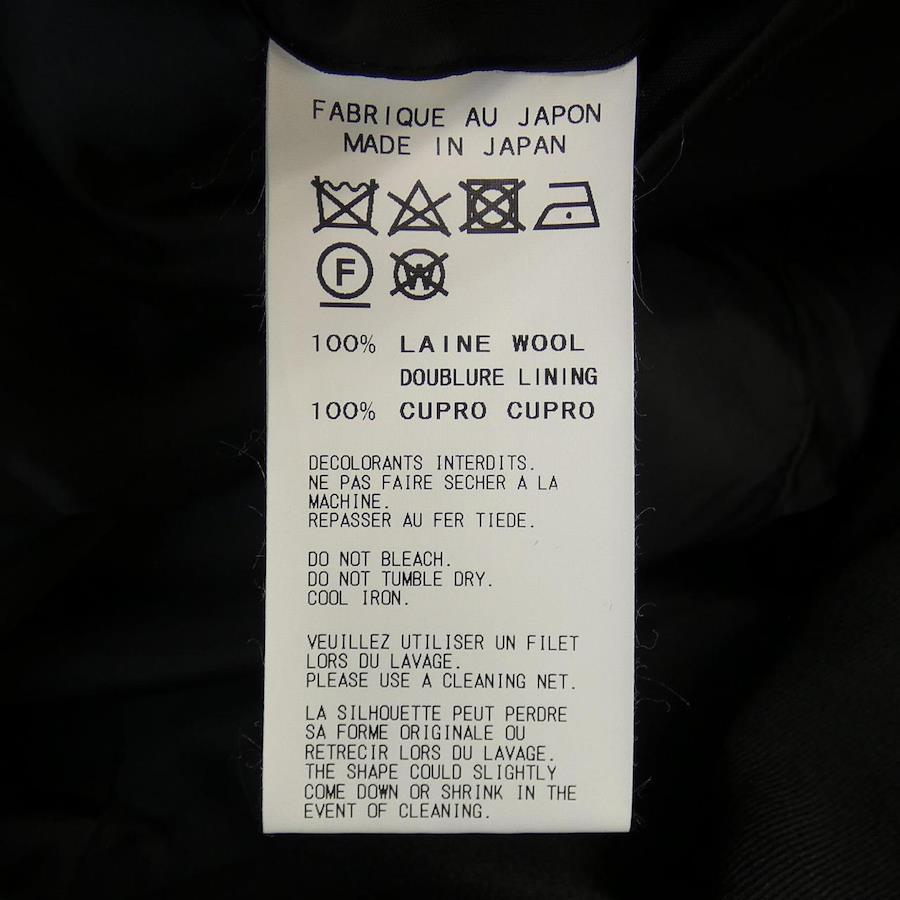 FABRIQUE AU JAPON
MADE IN JAPAN
F W
100% LAINE WOOL
DOUBLURE LINING
100% CUPRO CUPRO
DECOLORANTS INTERDITS.
NE PAS FAIRE SECHER A LA
MACHINE.
REPASSER AU FER TIEDE.
DO NOT BLEACH.
DO NOT TUMBLE DRY.
COOL IRON.
VEUILLEZ UTILISER UN FILET
LORS DU LAVAGE.
PLEASE USE A CLEANING NET.
LA SILHOUETTE PEUT PERDRE
SA FORME ORIGINALE OU
RETRECIR LORS DU LAVAGE.
THE SHAPE COULD SLIGHTLY
COME DOWN OR SHRINK IN THE
EVENT OF CLEANING.